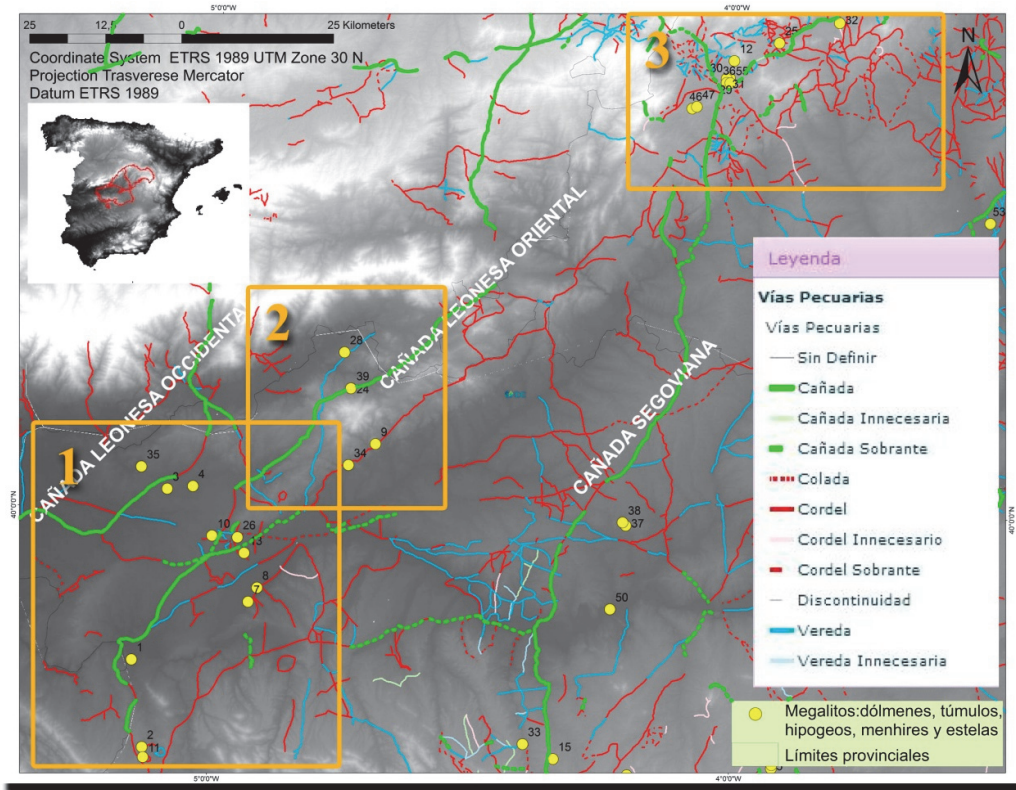 25 12,5 0 25 Kilometers
Coordinate System ETRS 1989 UTM Zone 30 N
Projection Trasverese Mercator
Datum ETRS 1989
5°0'0"W
4°0'0"W
N
3
32
25
12
30
3655
29
31
4647
53
CAÑADA LEONESA ORIENTAL
CAÑADA LEONESA OCCIDENTAL
CAÑADA SEGOVIANA
2
28
39
24
9
34
1
35
3
4
10
26
13
8
7
1
2
11
38
37
50
33
15
40°0'0"N
40°0'0"N
Leyenda
Vías Pecuarias
Vías Pecuarias
Sin Definir
Cañada
Cañada Innecesaria
Cañada Sobrante
Colada
Cordel
Cordel Innecesario
Cordel Sobrante
Discontinuidad
Vereda
Vereda Innecesaria
Megalitos:dólmenes, túmulos,
hipogeos, menhires y estelas
Límites provinciales
5°0'0"W
4°0'0"W